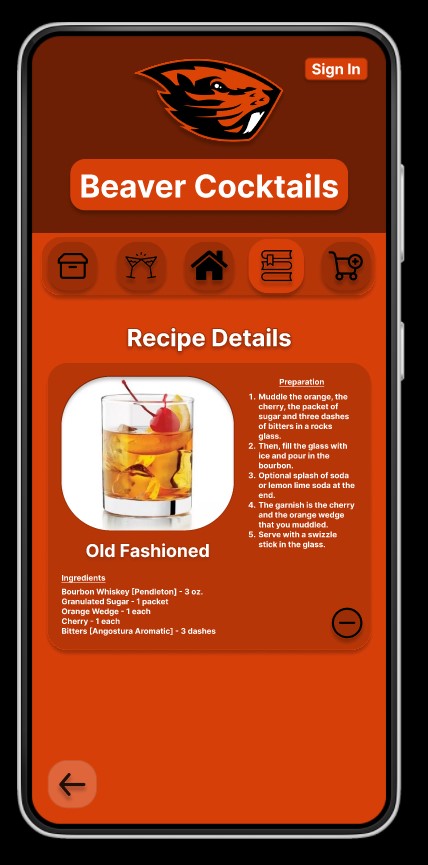 Sign In
Beaver Cocktails
Recipe Details
Old Fashioned
Ingredients
Bourbon Whiskey [Pendleton] - 3 oz.
Granulated Sugar - 1 packet
Orange Wedge - 1 each
Cherry - 1 each
Bitters [Angostura Aromatic] - 3 dashes
Preparation
1. Muddle the orange, the
cherry, the packet of
sugar and three dashes
of bitters in a rocks
glass.
2. Then, fill the glass with
ice and pour in the
bourbon.
3. Optional splash of soda
or lemon lime soda at the
end.
4. The garnish is the cherry
and the orange wedge
that you muddled.
5. Serve with a swizzle
stick in the glass.